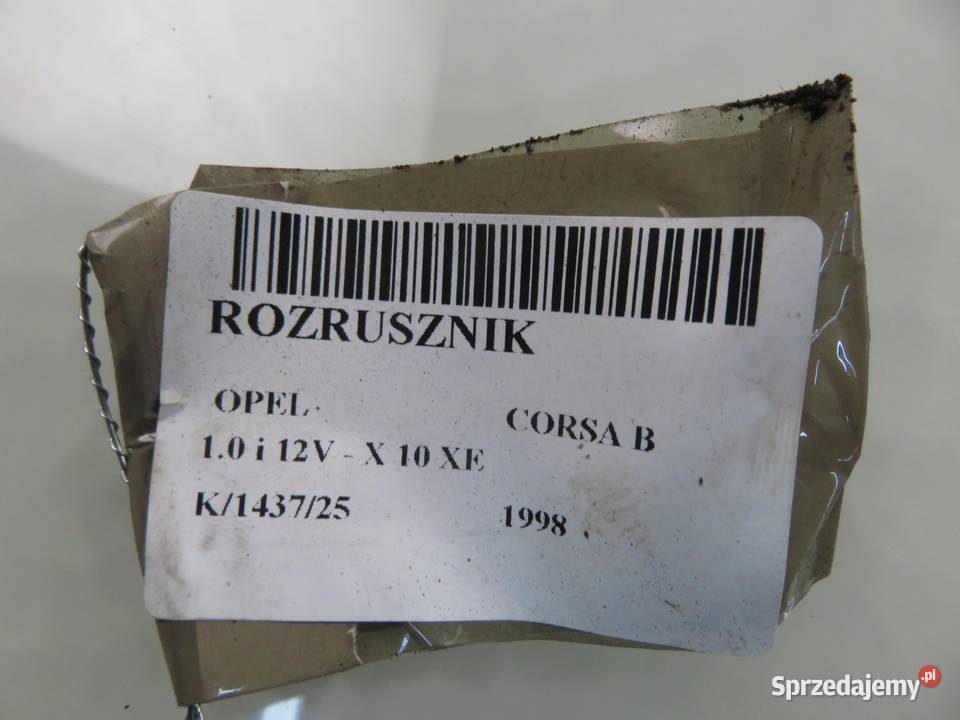 ROZRUSZNIK
OPEL
CORSA B
1.0 i 12V - X 10 XE
K/1437/25
1998
Sprzedajemy.pl